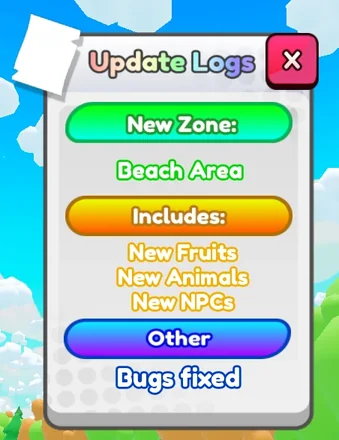 Update Logs
X
New Zone:
Beach Area
Includes:
New Fruits
New Animals
New NPCs
Other
Bugs fixed